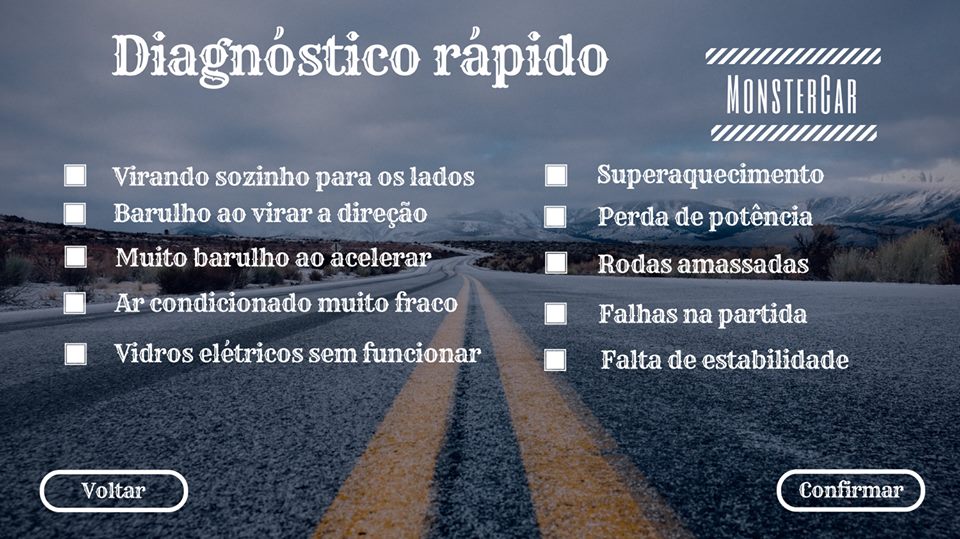 Diagnóstico rápido
MonsterCar
Virando sozinho para os lados
Barulho ao virar a direção
Muito barulho ao acelerar
Ar condicionado muito fraco
Vidros elétricos sem funcionar
Superaquecimento
Perda de potência
Rodas amassadas
Falhas na partida
Falta de estabilidade
Voltar
Confirmar